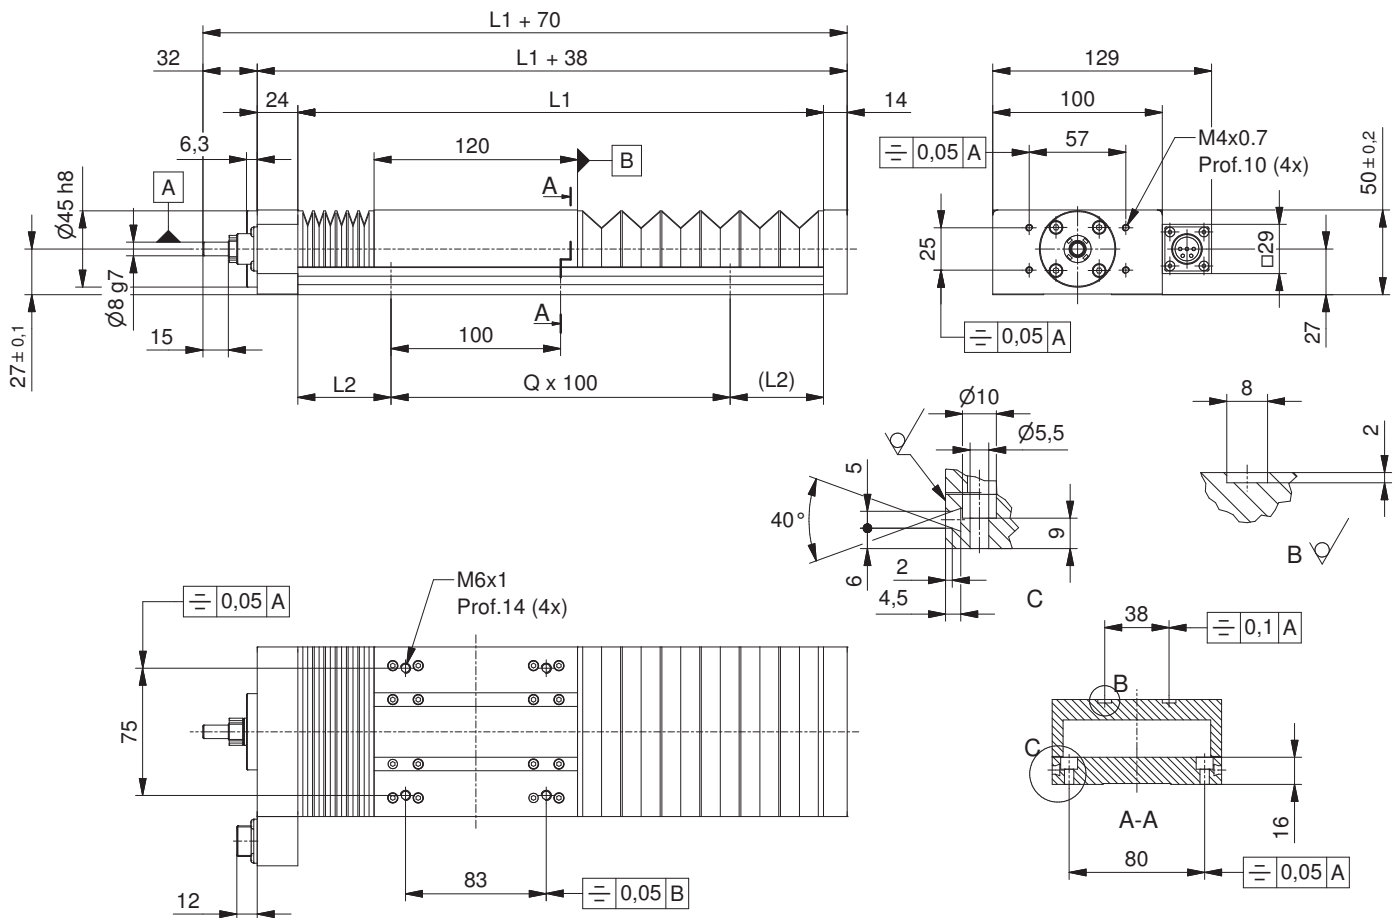 L1 + 70
32
L1 + 38
24
L1
14
6,3
120
B
A
A
Ø45 h8
Ø8 g7
27±0,1
15
A
100
L2
Q x 100
(L2)
129
100
0,05 A
57
M4x0.7
Prof.10 (4x)
50±0,2
25
□29
27
0,05 A
Ø10
Ø5,5
5
40°
6
2
4,5
9
C
8
2
B
0,05 A
M6x1
Prof.14 (4x)
75
83
0,05 B
12
38
0,1 A
B
C
A-A
16
80
0,05 A